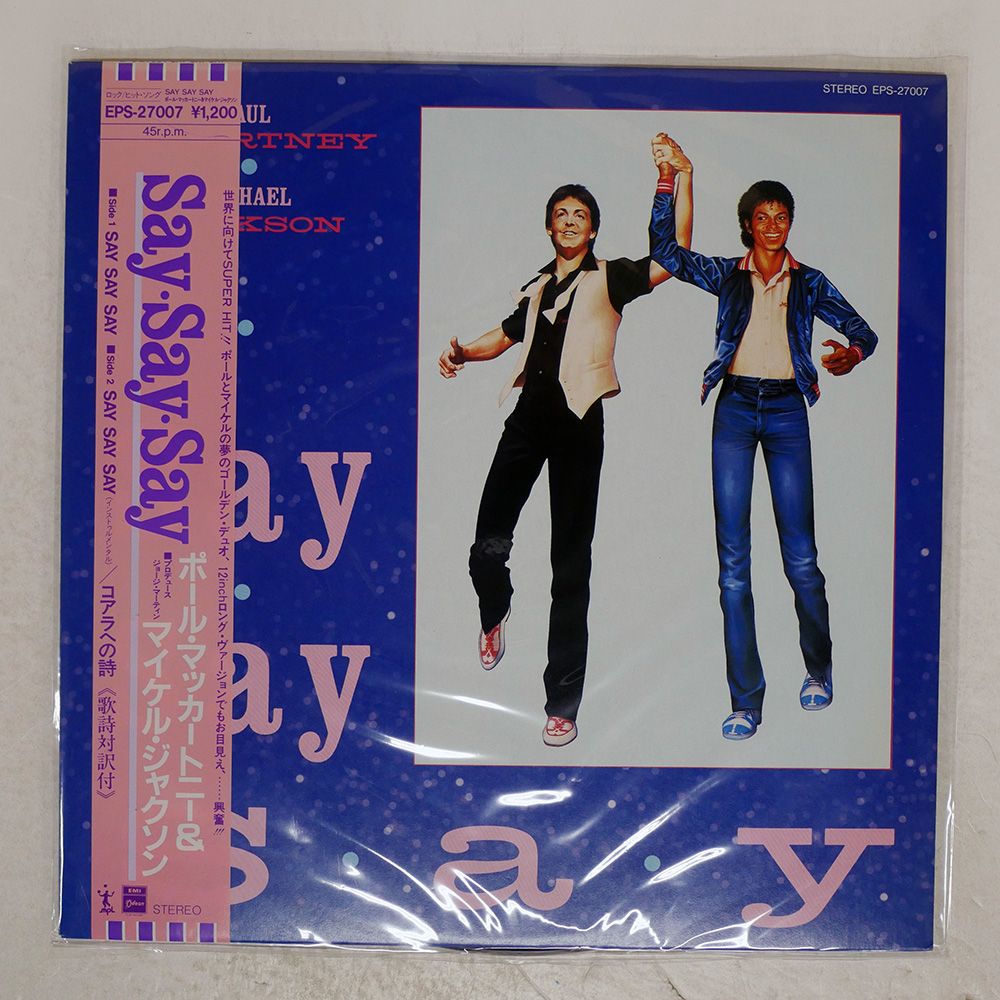 ロック/ヒット・ソング SAY SAY SAY
ポール・マッカートニー&マイケル・ジャクソン
EPS-27007 ¥1,200
45r.p.m.
世界に向けてSUPER HIT!! ポールとマイケルの夢のゴールデン・デュオ、12inchロング・ヴァージョンでもお目見え、……興奮!!!
Say・Say・Say
ポール・マッカートニー&
マイケル・ジャクソン
■プロデュース
ジョージ・マーティン
■Side 1 SAY SAY SAY ■Side 2 SAY SAY SAY (インストゥルメンタル)/コアラへの詩《歌詩対訳付》
mpL
EMI
Odeon
STEREO
STEREO EPS-27007
AUL
RTNEY
HAEL
KSON
ay
ay
s・a・y